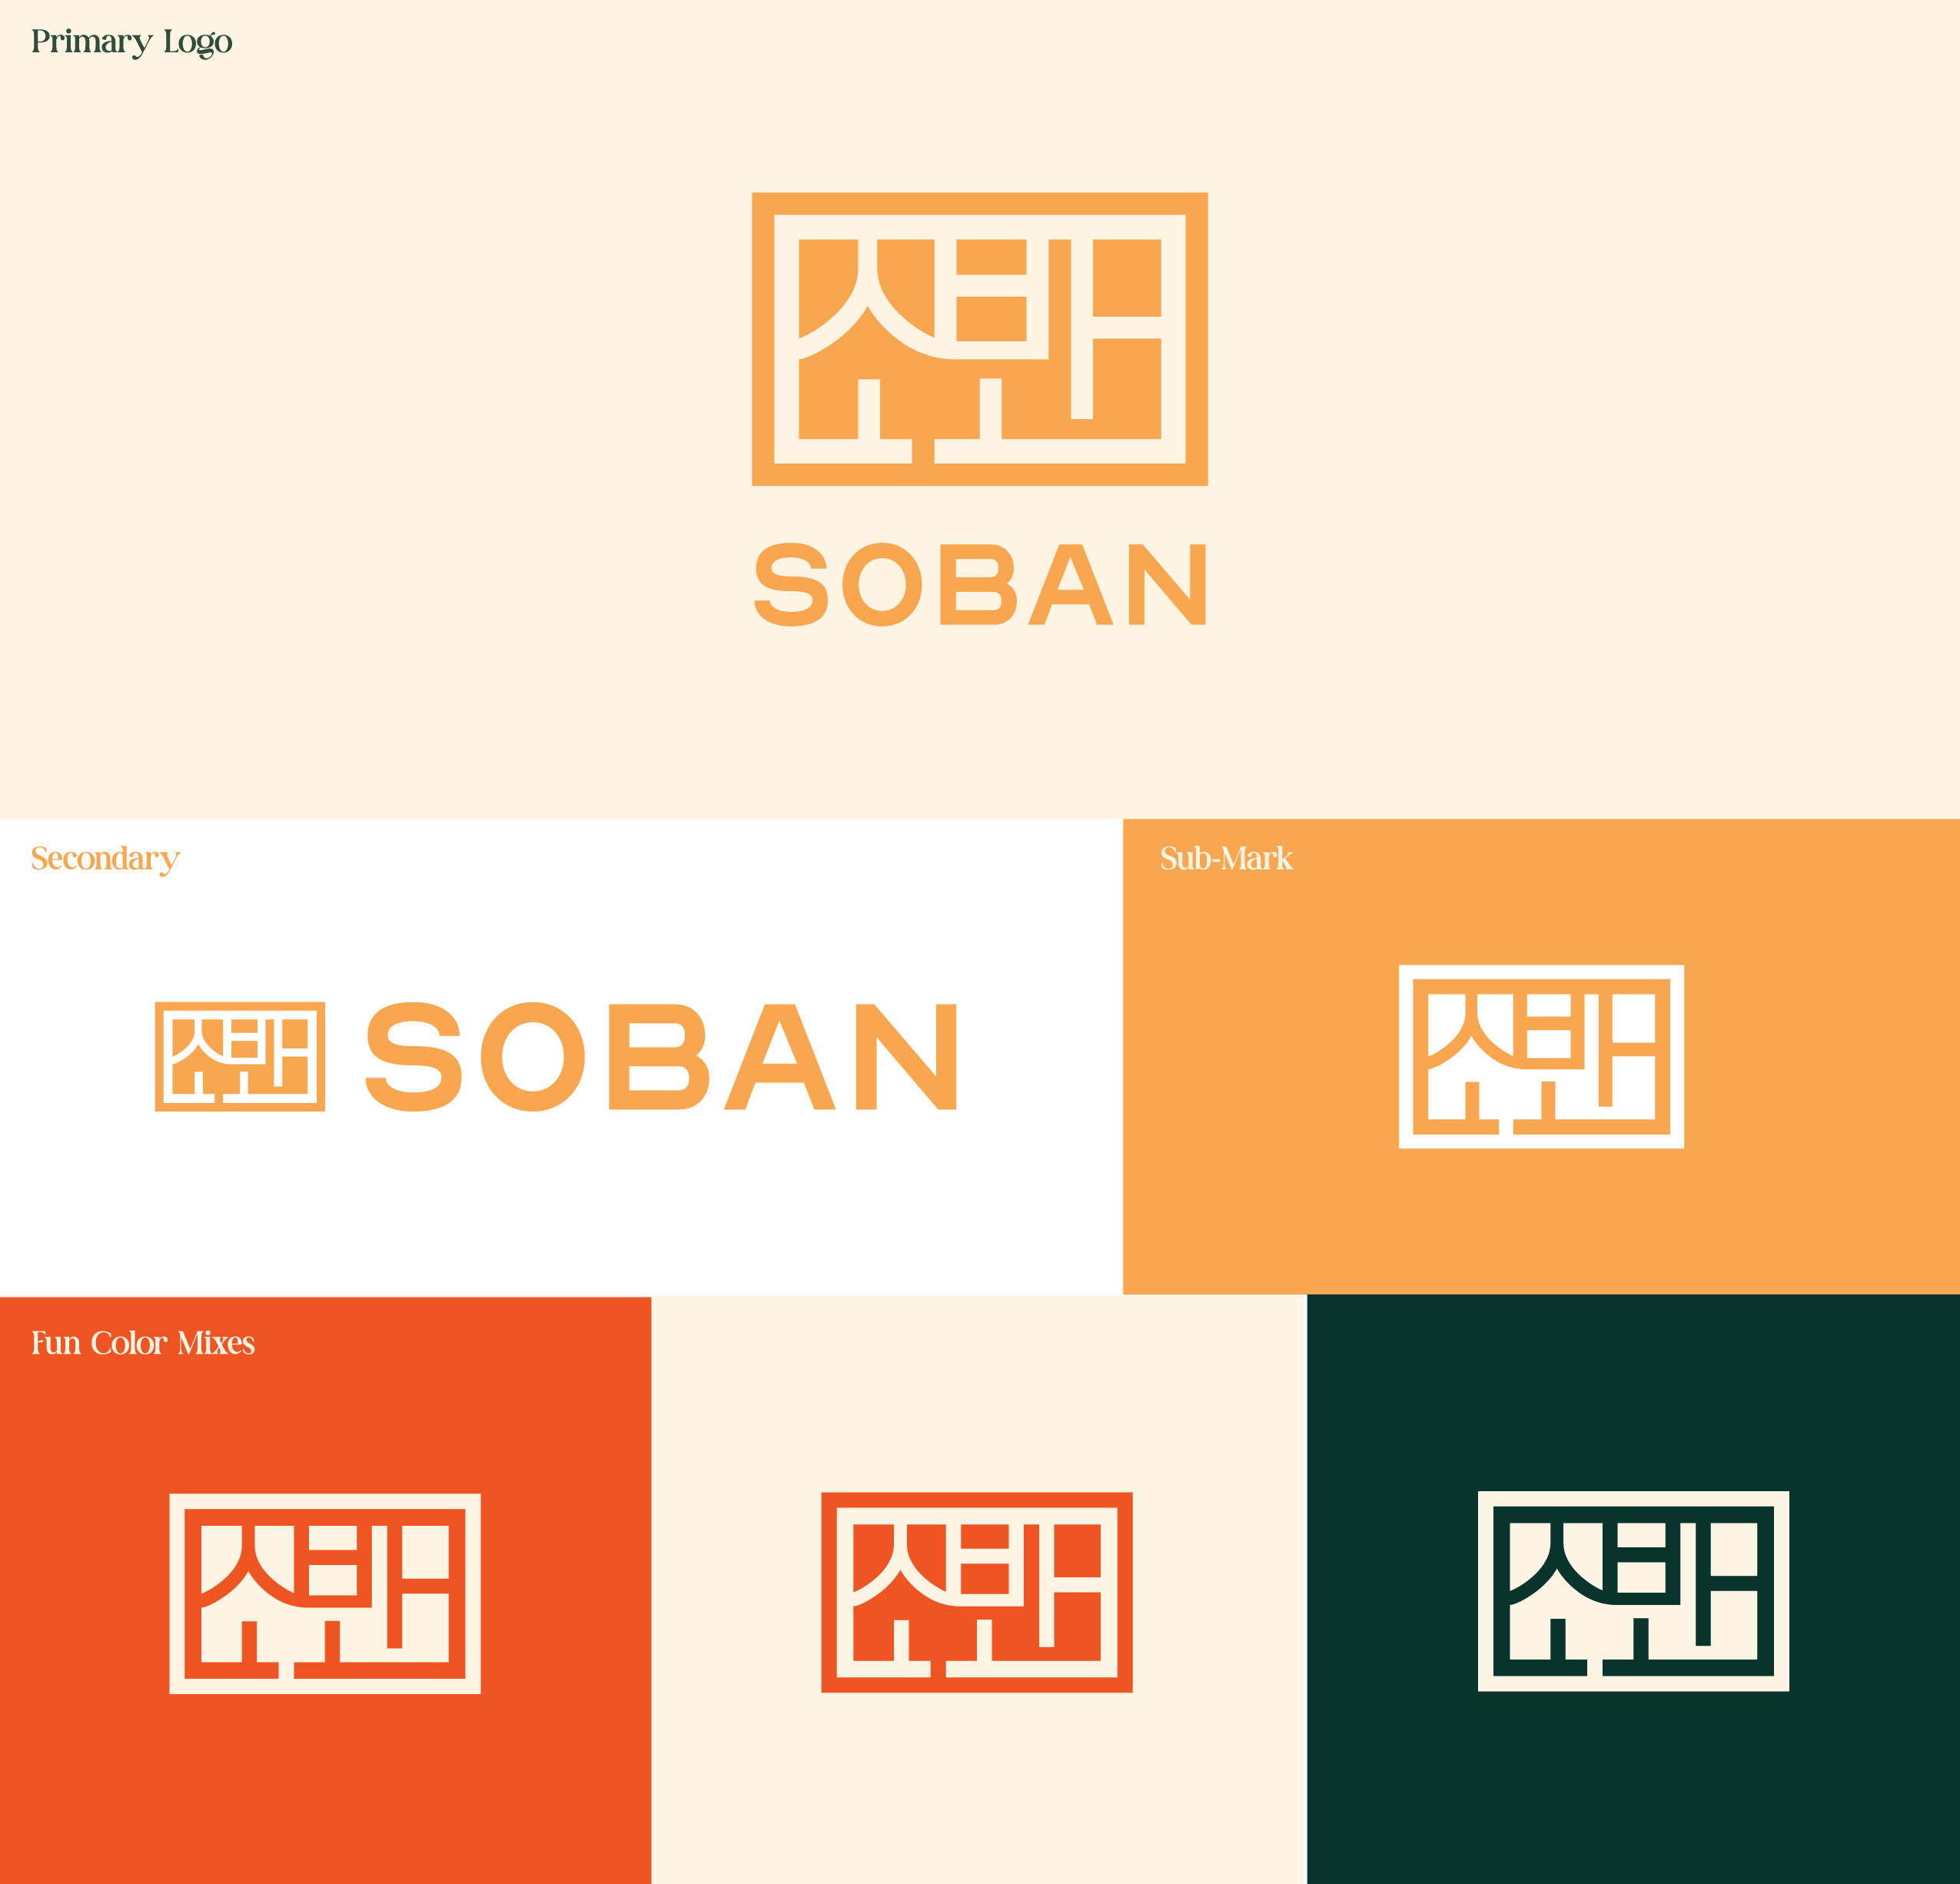 Primary Logo
소반
SOBAN
Secondary
소반 SOBAN
Sub-Mark
소반
Fun Color Mixes
소반
소반
소반